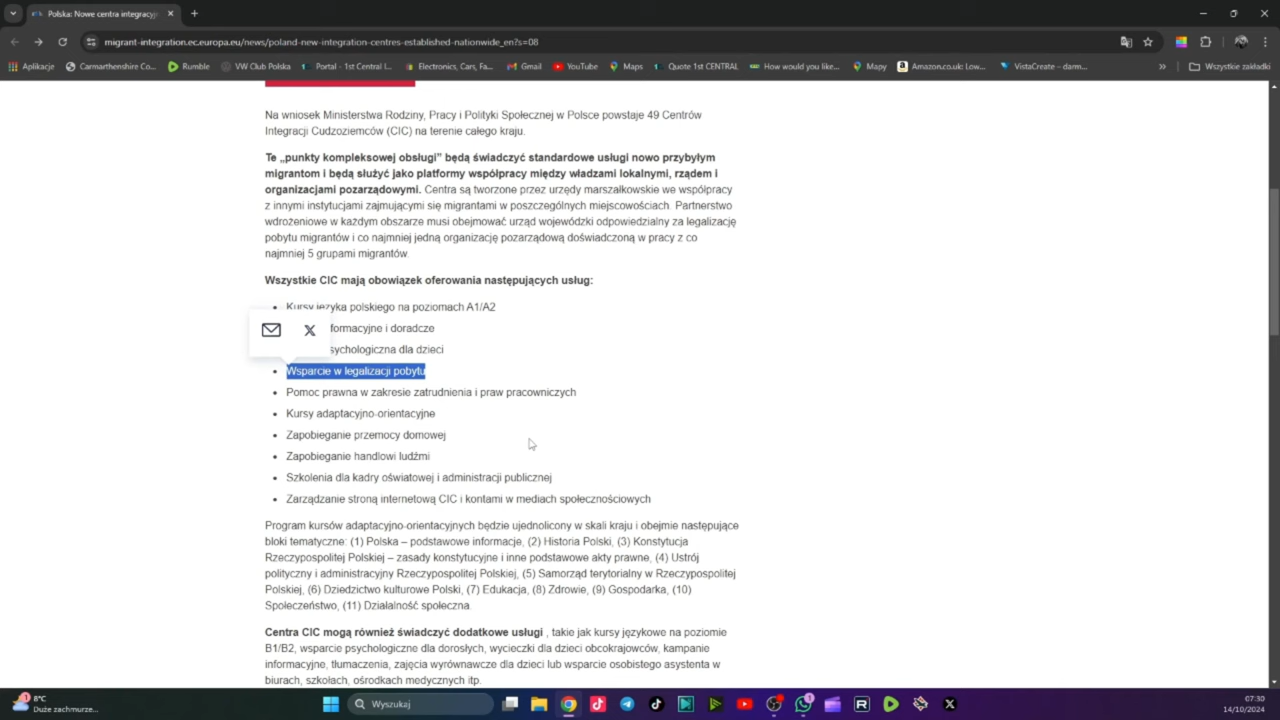 Polska: Nowe centra integracyj
migrant-integration.ec.europa.eu/news/poland-new-integration-centres-established-nationwide_en?s=08
Aplikacje
Carmarthenshire Co...
Rumble
VW Club Polska
Portal - 1st Central I...
Electronics, Cars, Fa...
Gmail
YouTube
Maps
Quote 1st CENTRAL
How would you like...
Mapy
Amazon.co.uk: Low...
VistaCreate – darm...
Wszystkie zakładki
Na wniosek Ministerstwa Rodziny, Pracy i Polityki Społecznej w Polsce powstaje 49 Centrów
Integracji Cudzoziemców (CIC) na terenie całego kraju.
Te „punkty kompleksowej obsługi” będą świadczyć standardowe usługi nowo przybyłym
migrantom i będą służyć jako platformy współpracy między władzami lokalnymi, rządem i
organizacjami pozarządowymi. Centra są tworzone przez urzędy marszałkowskie we współpracy
z innymi instytucjami zajmującymi się migrantami w poszczególnych miejscowościach. Partnerstwo
wdrożeniowe w każdym obszarze musi obejmować urząd wojewódzki odpowiedzialny za legalizację
pobytu migrantów i co najmniej jedną organizację pozarządową doświadczoną w pracy z co
najmniej 5 grupami migrantów.
Wszystkie CIC mają obowiązek oferowania następujących usług:
Kursy języka polskiego na poziomach A1/A2
formacyjne i doradcze
sychologiczna dla dzieci
Wsparcie w legalizacji pobytu
Pomoc prawna w zakresie zatrudnienia i praw pracowniczych
Kursy adaptacyjno-orientacyjne
Zapobieganie przemocy domowej
Zapobieganie handlowi ludźmi
Szkolenia dla kadry oświatowej i administracji publicznej
Zarządzanie stroną internetową CIC i kontami w mediach społecznościowych
Program kursów adaptacyjno-orientacyjnych będzie ujednolicony w skali kraju i obejmie następujące
bloki tematyczne: (1) Polska – podstawowe informacje, (2) Historia Polski, (3) Konstytucja
Rzeczypospolitej Polskiej – zasady konstytucyjne i inne podstawowe akty prawne, (4) Ustrój
polityczny i administracyjny Rzeczypospolitej Polskiej, (5) Samorząd terytorialny w Rzeczypospolitej
Polskiej, (6) Dziedzictwo kulturowe Polski, (7) Edukacja, (8) Zdrowie, (9) Gospodarka, (10)
Społeczeństwo, (11) Działalność społeczna.
Centra CIC mogą również świadczyć dodatkowe usługi , takie jak kursy językowe na poziomie
B1/B2, wsparcie psychologiczne dla dorosłych, wycieczki dla dzieci obcokrajowców, kampanie
informacyjne, tłumaczenia, zajęcia wyrównawcze dla dzieci lub wsparcie osobistego asystenta w
biurach, szkołach, ośrodkach medycznych itp.
8°C
Duże zachmurze...
Wyszukaj
07:30
14/10/2024